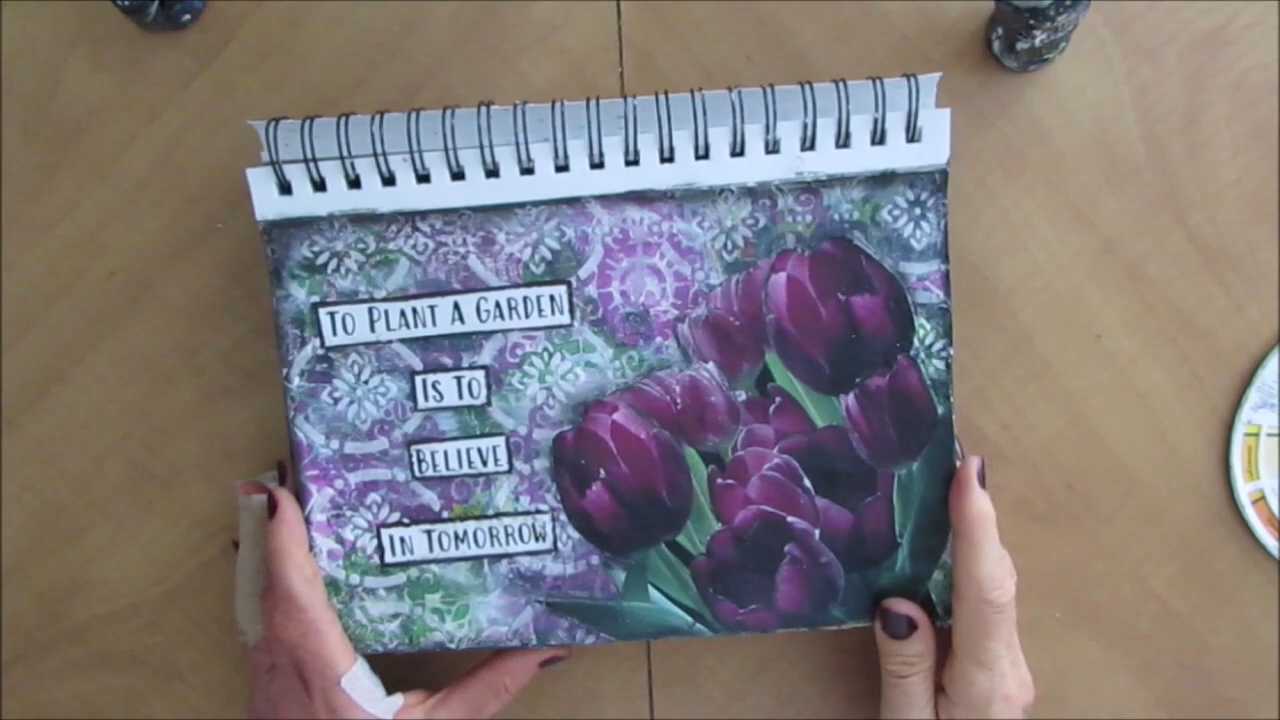 To Plant A Garden
Is To
Believe
In Tomorrow